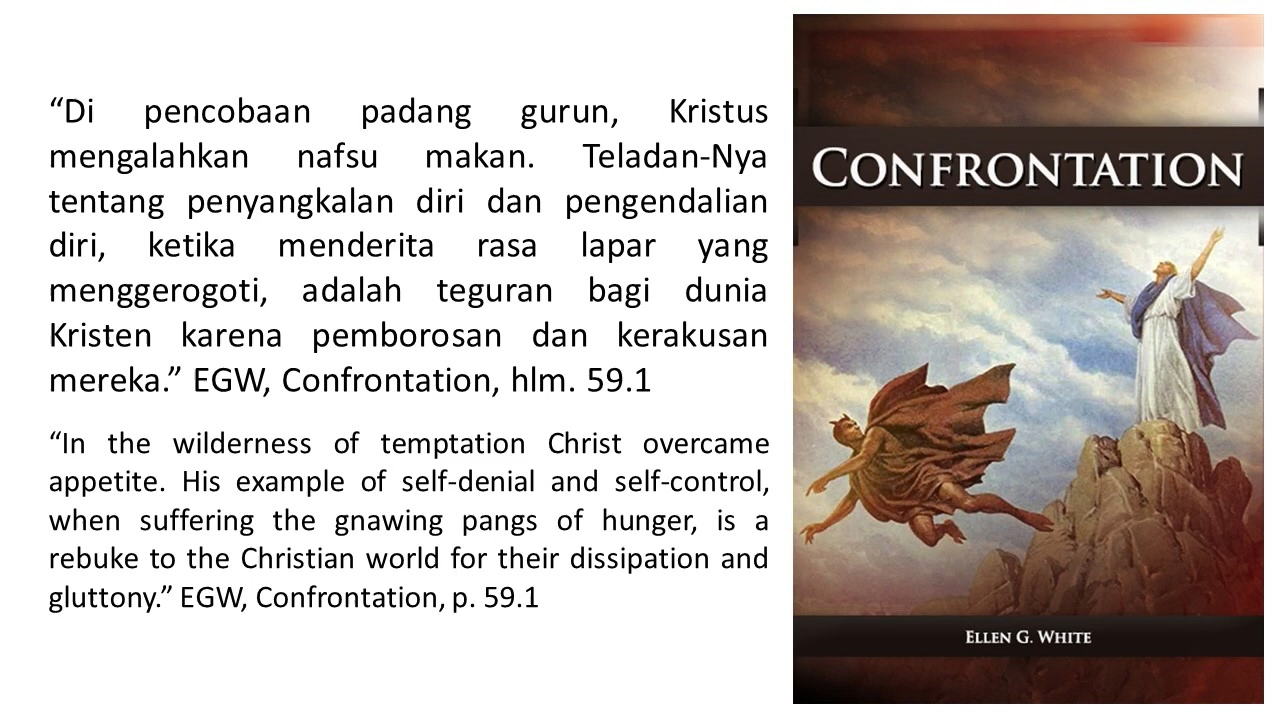 “Di pencobaan padang gurun, Kristus
mengalahkan nafsu makan. Teladan-Nya
tentang penyangkalan diri dan pengendalian
diri, ketika menderita rasa lapar yang
menggerogoti, adalah teguran bagi dunia
Kristen karena pemborosan dan kerakusan
mereka.” EGW, Confrontation, hlm. 59.1
“In the wilderness of temptation Christ overcame
appetite. His example of self-denial and self-control,
when suffering the gnawing pangs of hunger, is a
rebuke to the Christian world for their dissipation and
gluttony.” EGW, Confrontation, p. 59.1
CONFRONTATION
ELLEN G. WHITE